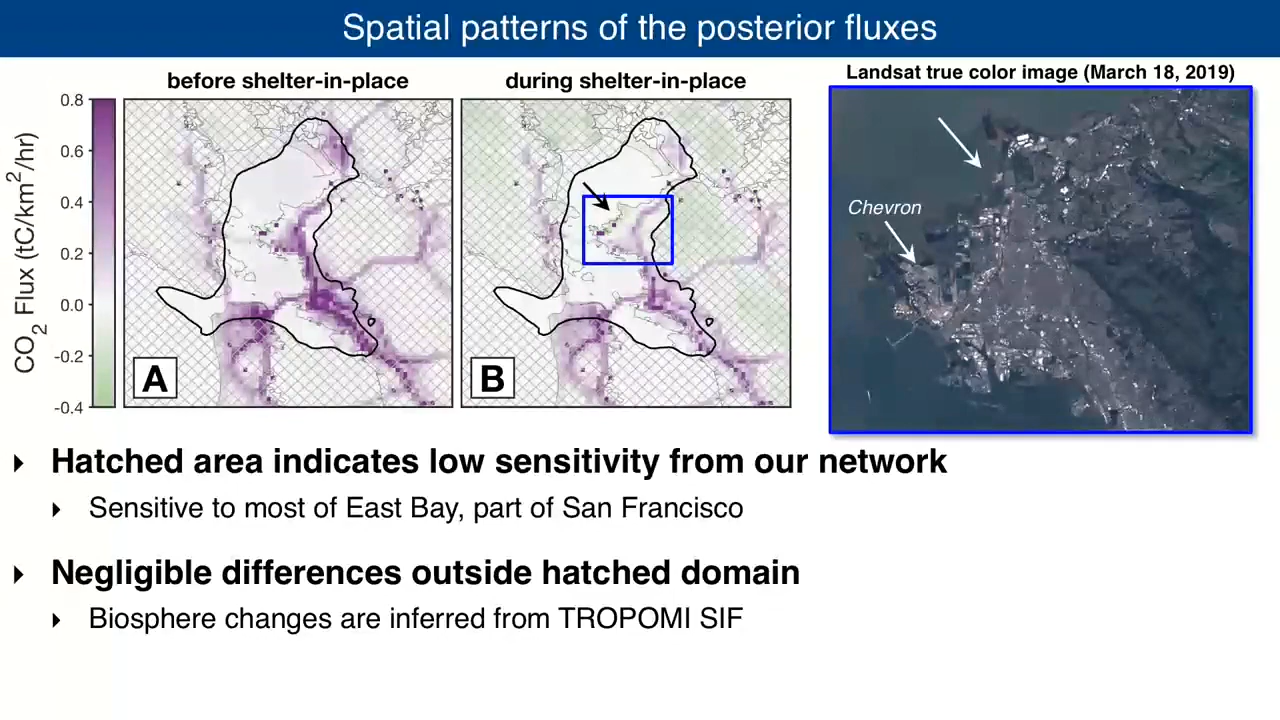 Spatial patterns of the posterior fluxes
before shelter-in-place
during shelter-in-place
Landsat true color image (March 18, 2019)
CO2 Flux (tC/km2/hr)
0.8
0.6
0.4
0.2
0.0
-0.2
-0.4
A
B
Chevron
Hatched area indicates low sensitivity from our network
Sensitive to most of East Bay, part of San Francisco
Negligible differences outside hatched domain
Biosphere changes are inferred from TROPOMI SIF